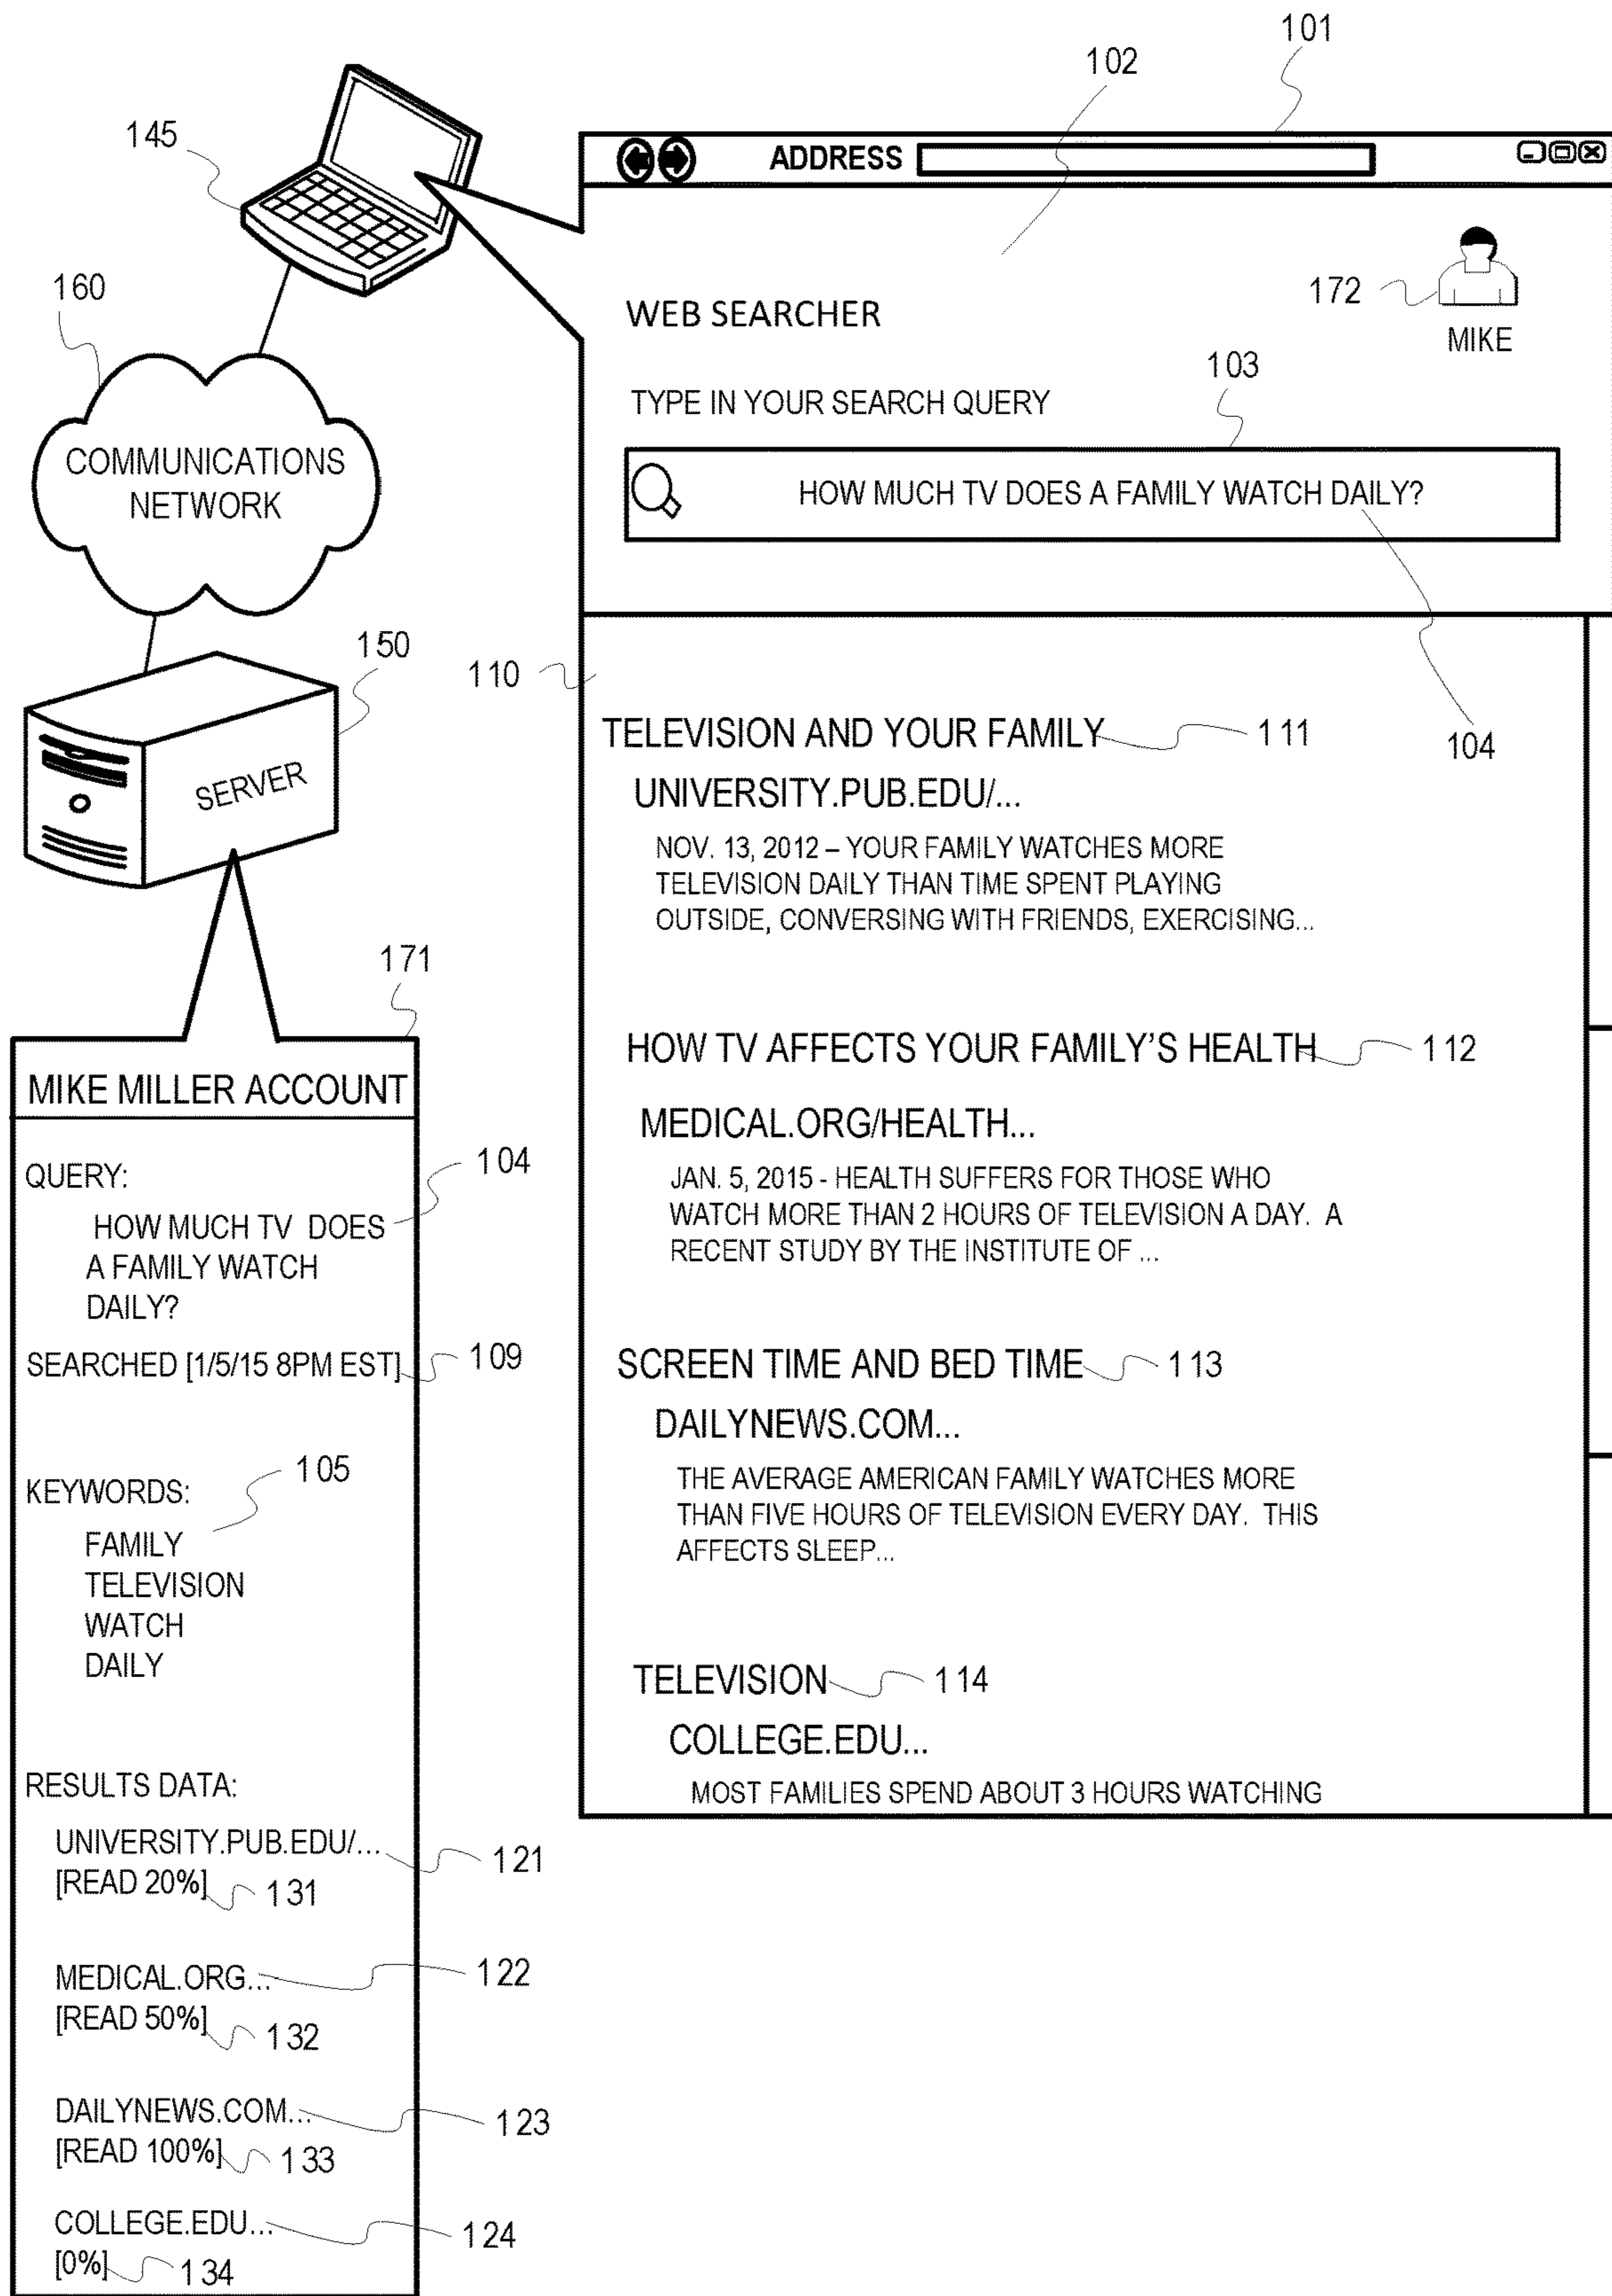 101
102
145
ADDRESS
160
172
WEB SEARCHER
MIKE
103
TYPE IN YOUR SEARCH QUERY
COMMUNICATIONS
NETWORK
HOW MUCH TV DOES A FAMILY WATCH DAILY?
150
SERVER
110
TELEVISION AND YOUR FAMILY 111
104
UNIVERSITY.PUB.EDU/...
NOV. 13, 2012 – YOUR FAMILY WATCHES MORE
TELEVISION DAILY THAN TIME SPENT PLAYING
OUTSIDE, CONVERSING WITH FRIENDS, EXERCISING...
HOW TV AFFECTS YOUR FAMILY'S HEALTH 112
MEDICAL.ORG/HEALTH...
JAN. 5, 2015 - HEALTH SUFFERS FOR THOSE WHO
WATCH MORE THAN 2 HOURS OF TELEVISION A DAY. A
RECENT STUDY BY THE INSTITUTE OF ...
SCREEN TIME AND BED TIME 113
DAILYNEWS.COM...
THE AVERAGE AMERICAN FAMILY WATCHES MORE
THAN FIVE HOURS OF TELEVISION EVERY DAY. THIS
AFFECTS SLEEP...
TELEVISION 114
COLLEGE.EDU...
MOST FAMILIES SPEND ABOUT 3 HOURS WATCHING
171
MIKE MILLER ACCOUNT
QUERY:
104
HOW MUCH TV DOES
A FAMILY WATCH
DAILY?
SEARCHED [1/5/15 8PM EST] 109
KEYWORDS:
105
FAMILY
TELEVISION
WATCH
DAILY
RESULTS DATA:
UNIVERSITY.PUB.EDU/... 121
[READ 20%] 131
MEDICAL.ORG... 122
[READ 50%] 132
DAILYNEWS.COM... 123
[READ 100%] 133
COLLEGE.EDU... 124
[0%] 134